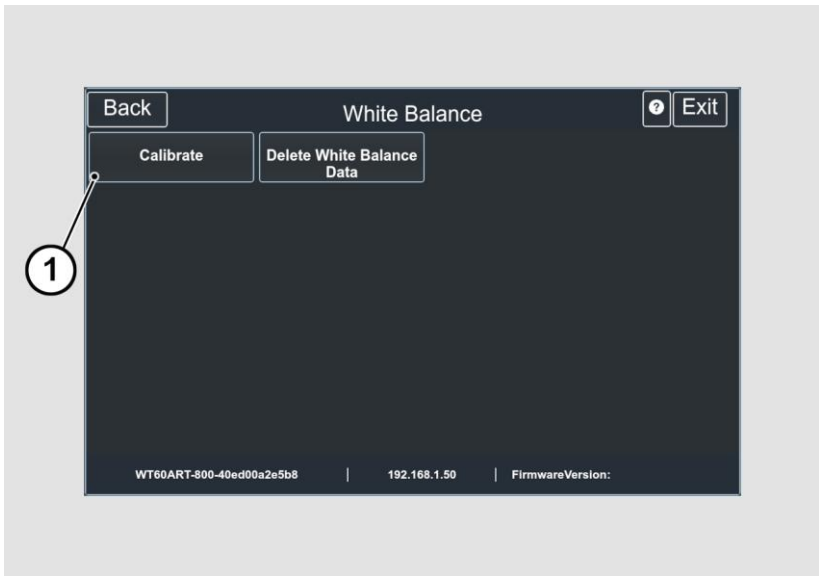 Back White Balance ? Exit
Calibrate Delete White Balance
Data
1
WT60ART-800-40ed00a2e5b8 | 192.168.1.50 | FirmwareVersion: